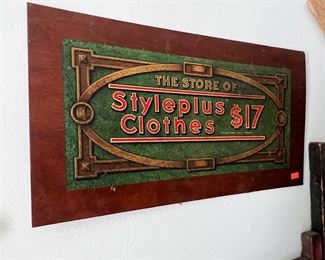 THE STORE OF
Styleplus $17
Clothes